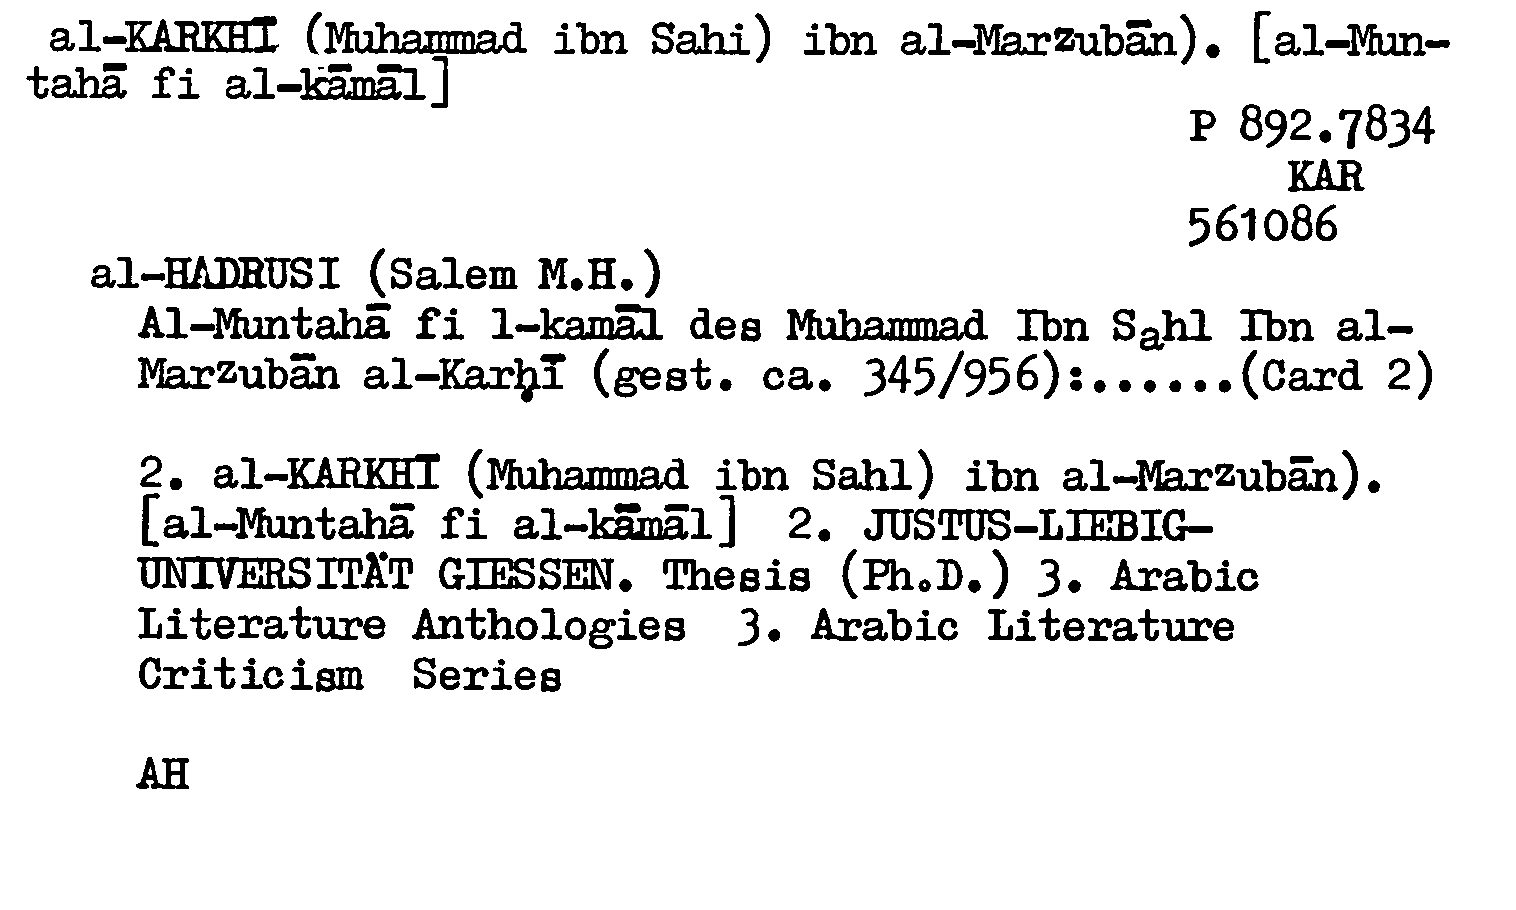 al-KARKHĪ (Muhammad ibn Sahi) ibn al-Marzubān). [al-Mun-
tahā fi al-kāmāl]
P 892.7834
KAR
561086
al-HADRUSI (Salem M.H.)
Al-Muntahā fi l-kamāl des Muhammad Ibn Sahl Ibn al-
Marzubān al-Karḥī (gest. ca. 345/956):......(Card 2)
2. al-KARKHĪ (Muhammad ibn Sahl) ibn al-Marzubān).
[al-Muntahā fi al-kāmāl] 2. JUSTUS-LIEBIG-
UNIVERSITÄT GIESSEN. Thesis (Ph.D.) 3. Arabic
Literature Anthologies 3. Arabic Literature
Criticism Series
AH